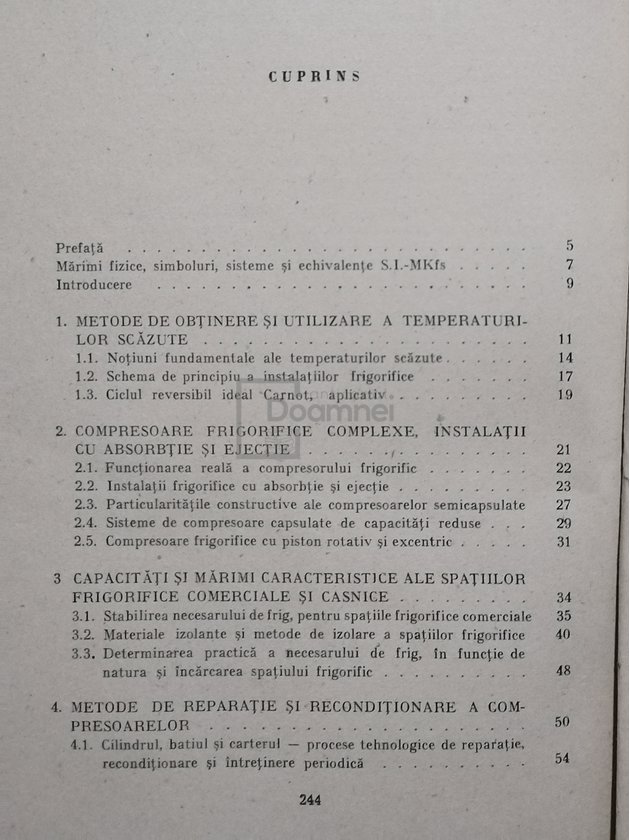 CUPRINS
Prefață . . . . . . . . . . . . . . . . . . . . . . 5
Mărimi fizice, simboluri, sisteme și echivalențe S.I.-MKfs . . . . . 7
Introducere . . . . . . . . . . . . . . . . . . . . 9
1. METODE DE OBȚINERE ȘI UTILIZARE A TEMPERATURI-
LOR SCĂZUTE . . . . . . . . . . . . . . . . . . 11
1.1. Noțiuni fundamentale ale temperaturilor scăzute . . . . . 14
1.2. Schema de principiu a instalațiilor frigorifice . . . . . . 17
1.3. Ciclul reversibil ideal Carnot, aplicativ . . . . . . . . 19
Doamnei
2. COMPRESOARE FRIGORIFICE COMPLEXE, INSTALAȚII
CU ABSORBȚIE ȘI EJECȚIE . . . . . . . . . . . . . 21
2.1. Funcționarea reală a compresorului frigorific . . . . . . 22
2.2. Instalații frigorifice cu absorbție și ejecție . . . . . . . . 23
2.3. Particularitățile constructive ale compresoarelor semicapsulate 27
2.4. Sisteme de compresoare capsulate de capacități reduse . . . 29
2.5. Compresoare frigorifice cu piston rotativ și excentric . . . . . 31
3 CAPACITĂȚI ȘI MĂRIMI CARACTERISTICE ALE SPAȚIILOR
FRIGORIFICE COMERCIALE ȘI CASNICE . . . . . . . . . 34
3.1. Stabilirea necesarului de frig, pentru spațiile frigorifice comerciale 35
3.2. Materiale izolante și metode de izolare a spațiilor frigorifice 40
3.3. Determinarea practică a necesarului de frig, în funcție de
natura și încărcarea spațiului frigorific . . . . . . . . . . 48
4. METODE DE REPARAȚIE ȘI RECONDIȚIONARE A COM-
PRESOARELOR . . . . . . . . . . . . . . . . . . 50
4.1. Cilindrul, batiul și carterul — procese tehnologice de reparație,
recondiționare și întreținere periodică . . . . . . . . . . 54
244